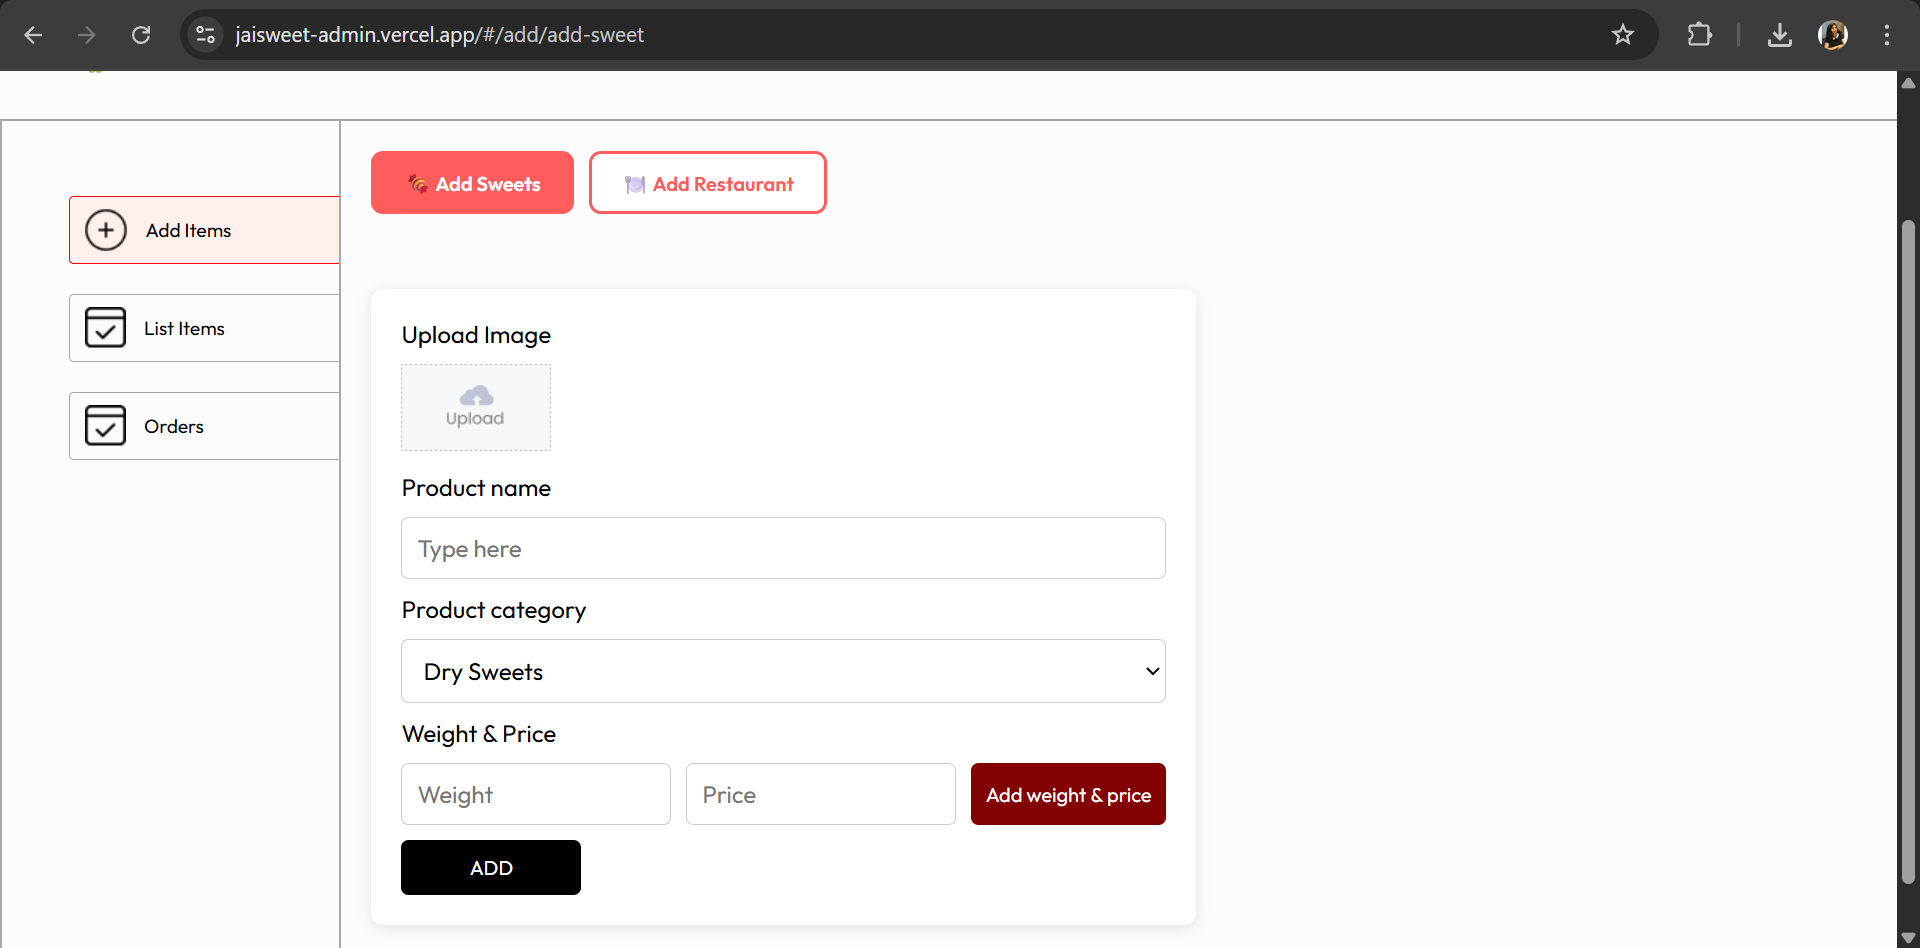 jaisweet-admin.vercel.app/#/add/add-sweet
Add Sweets
Add Restaurant
Add Items
List Items
Orders
Upload Image
Upload
Product name
Type here
Product category
Dry Sweets
Weight & Price
Weight
Price
Add weight & price
ADD